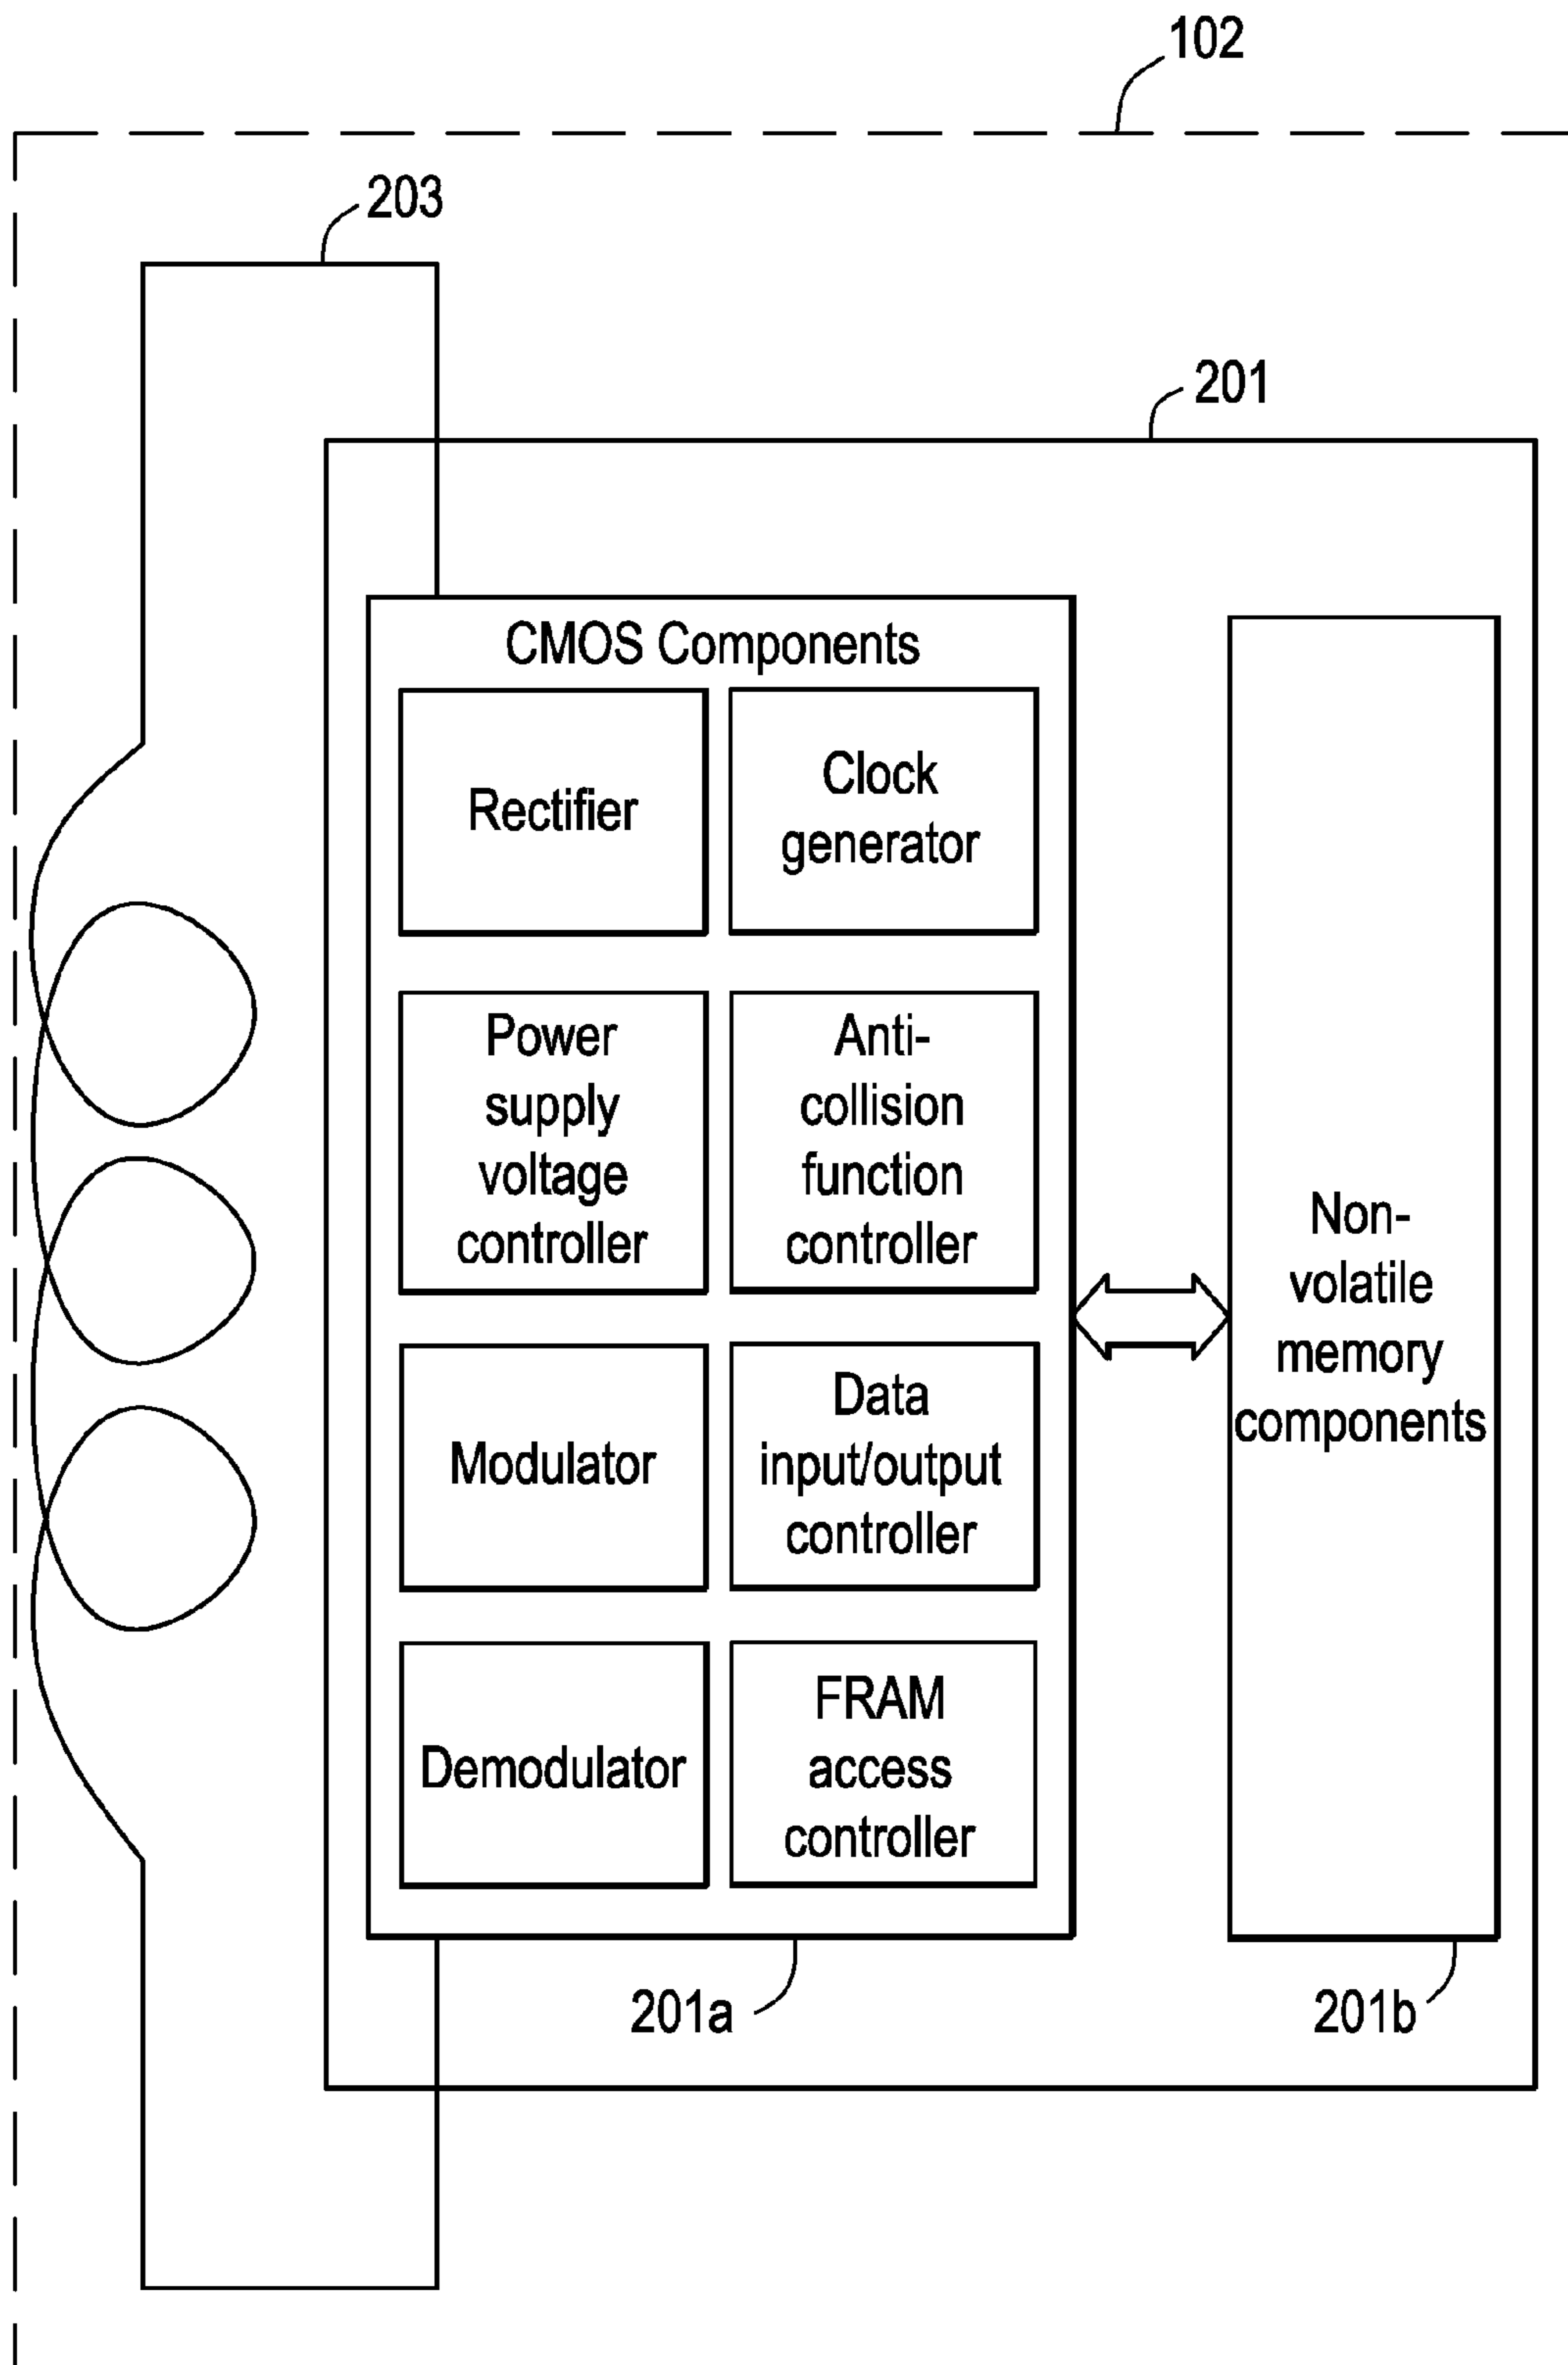 102
203
201
CMOS Components
Rectifier
Clock
generator
Power
supply
voltage
controller
Anti-
collision
function
controller
Modulator
Data
input/output
controller
Demodulator
FRAM
access
controller
Non-
volatile
memory
components
201a
201b